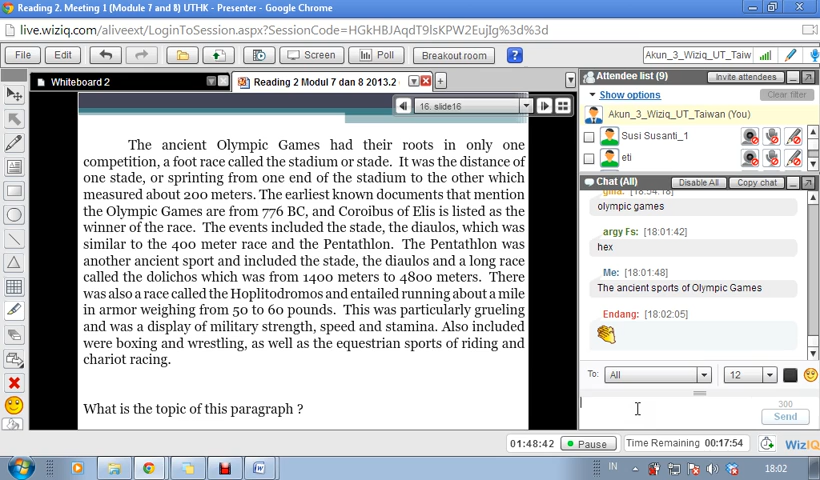 Reading 2. Meeting 1 (Module 7 and 8) UTHK - Presenter - Google Chrome
live.wiziq.com/aliveext/LoginToSession.aspx?SessionCode=HGkHBJAqdT9lsKPW2EujIg%3d%3d
File Edit Screen Poll Breakout room ? Akun_3_Wiziq_UT_Taiw
Whiteboard 2 Reading 2 Modul 7 dan 8 2013.2
16. slide16
The ancient Olympic Games had their roots in only one
competition, a foot race called the stadium or stade. It was the distance of
one stade, or sprinting from one end of the stadium to the other which
measured about 200 meters. The earliest known documents that mention
the Olympic Games are from 776 BC, and Coroibus of Elis is listed as the
winner of the race. The events included the stade, the diaulos, which was
similar to the 400 meter race and the Pentathlon. The Pentathlon was
another ancient sport and included the stade, the diaulos and a long race
called the dolichos which was from 1400 meters to 4800 meters. There
was also a race called the Hoplitodromos and entailed running about a mile
in armor weighing from 50 to 60 pounds. This was particularly grueling
and was a display of military strength, speed and stamina. Also included
were boxing and wrestling, as well as the equestrian sports of riding and
chariot racing.
What is the topic of this paragraph ?
Attendee list (9) Invite attendees
Show options Clear filter
Akun_3_Wiziq_UT_Taiwan (You)
Susi Susanti_1
eti
Chat (All) Disable All Copy chat
[18:54:18]
olympic games
argy Fs: [18:01:42]
hex
Me: [18:01:48]
The ancient sports of Olympic Games
Endang: [18:02:05]
To: All 12
300
Send
01:48:42 Pause Time Remaining 00:17:54 WizIQ
IN 18:02